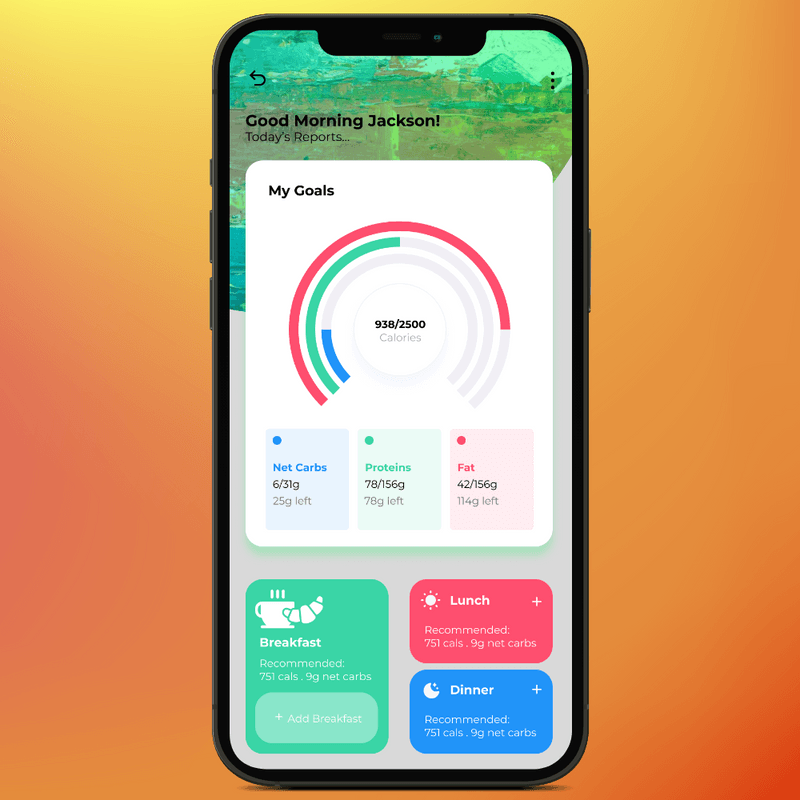 Good Morning Jackson!
Today's Reports...
My Goals
938/2500
Calories
Net Carbs
6/31g
25g left
Proteins
78/156g
78g left
Fat
42/156g
114g left
Breakfast
Recommended:
751 cals . 9g net carbs
+ Add Breakfast
Lunch +
Recommended:
751 cals . 9g net carbs
Dinner +
Recommended:
751 cals . 9g net carbs